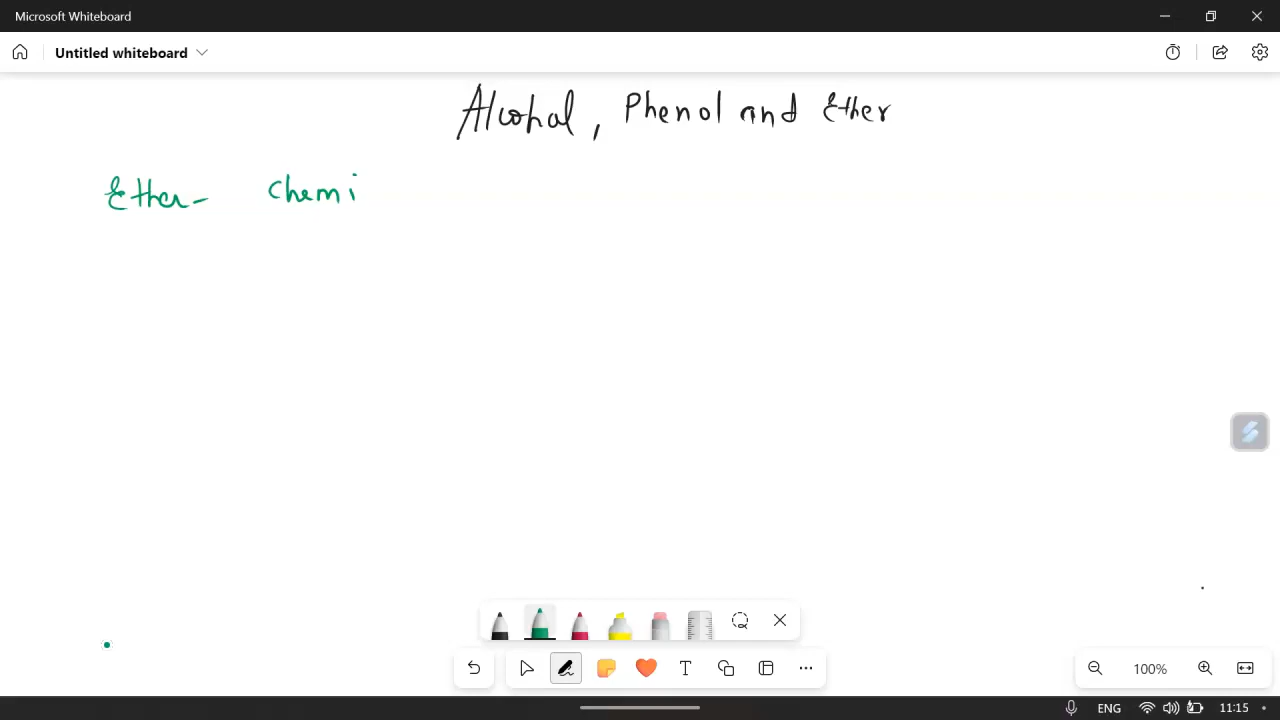 Microsoft Whiteboard
Untitled whiteboard
Alcohal, Phenol and Ether
Ether- Chemi
100%
ENG 11:15